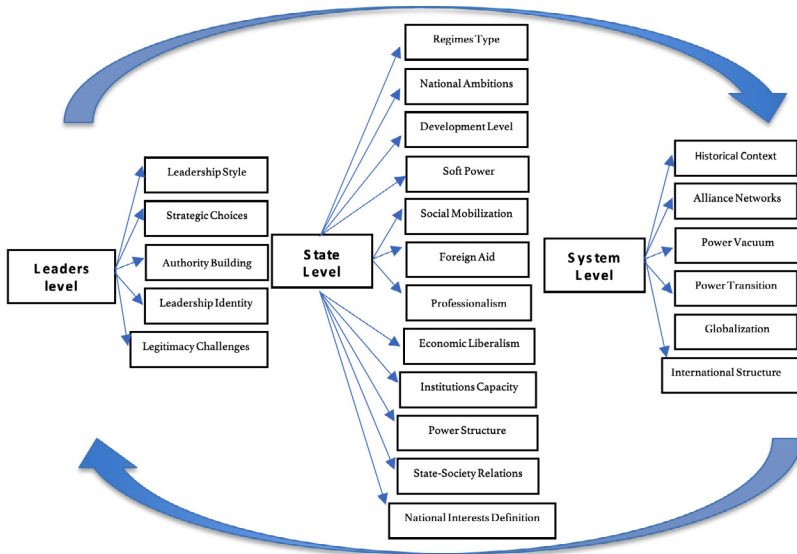 Leaders
level
Leadership Style
Strategic Choices
Authority Building
Leadership Identity
Legitimacy Challenges
State
Level
Regimes Type
National Ambitions
Development Level
Soft Power
Social Mobilization
Foreign Aid
Professionalism
Economic Liberalism
Institutions Capacity
Power Structure
State-Society Relations
National Interests Definition
System
Level
Historical Context
Alliance Networks
Power Vacuum
Power Transition
Globalization
International Structure